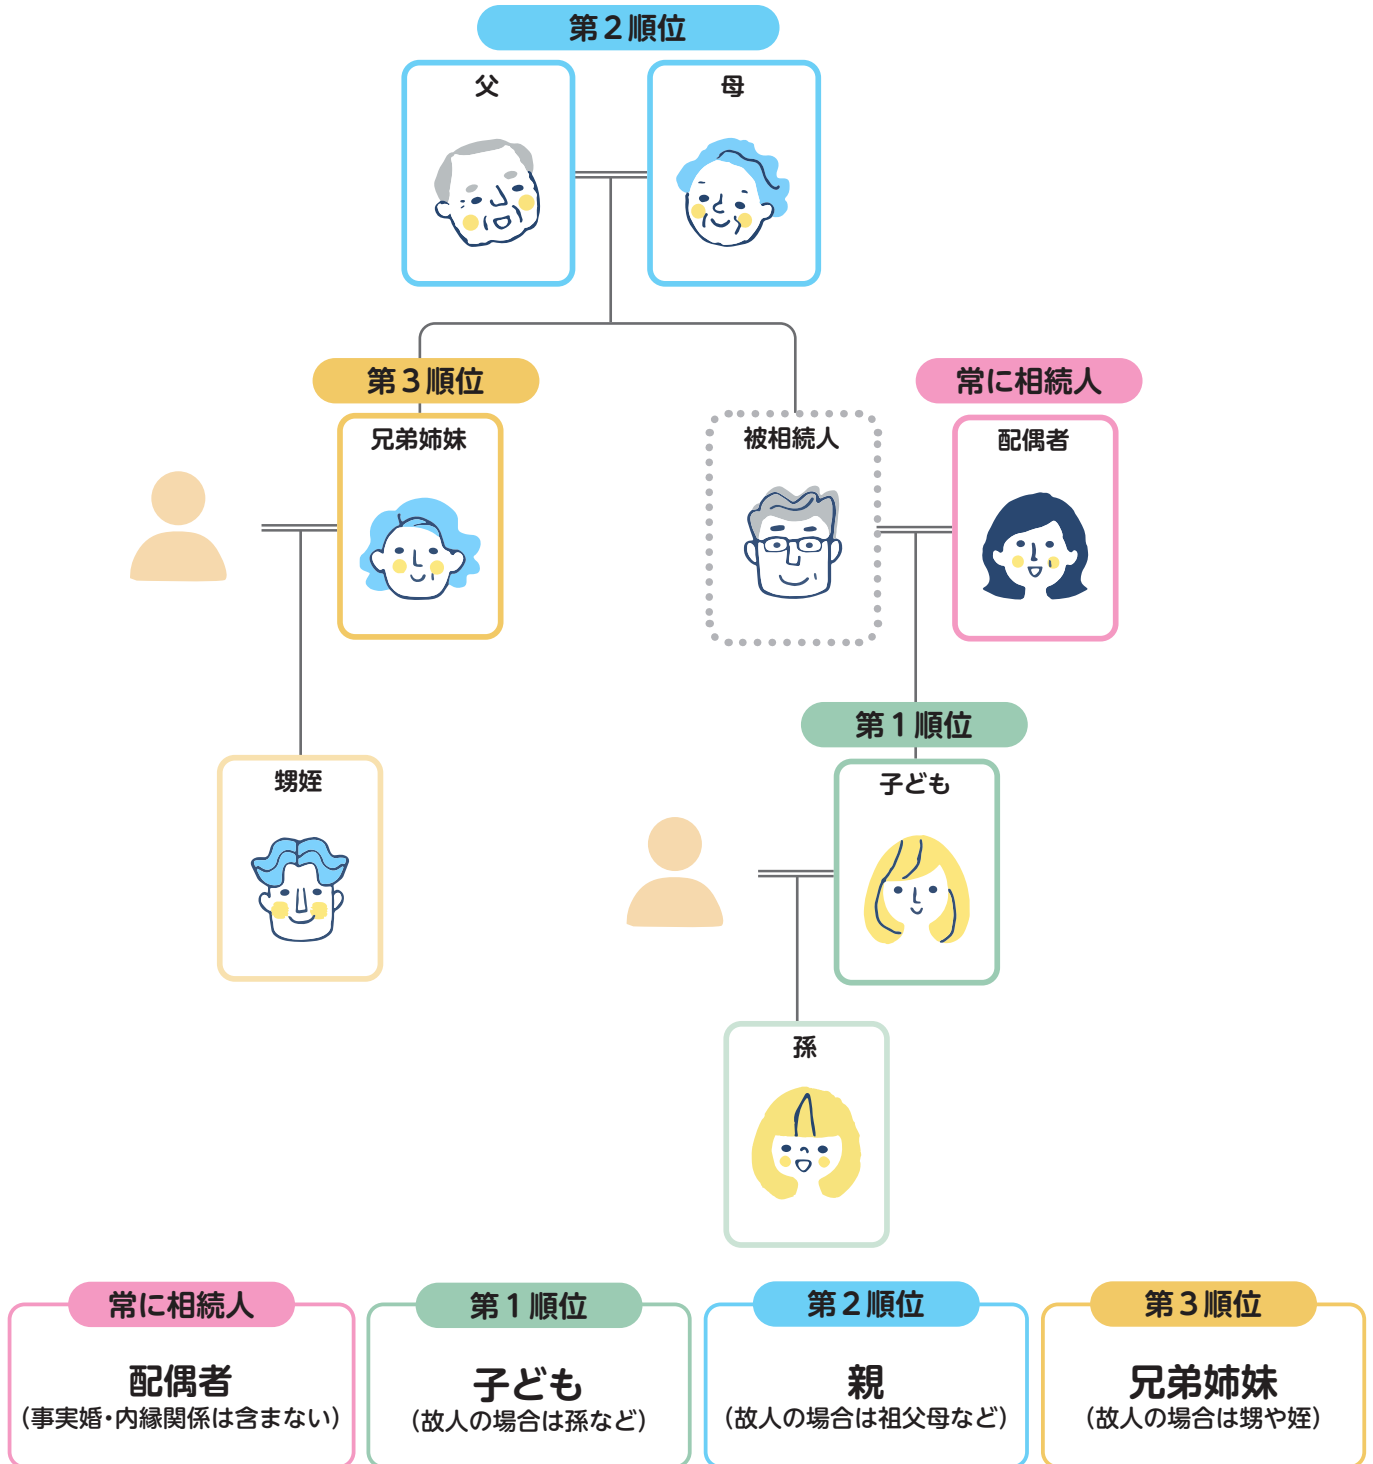 第2順位
父
母
第3順位
常に相続人
兄弟姉妹
被相続人
配偶者
第1順位
甥姪
子ども
孫
常に相続人
配偶者
(事実婚・内縁関係は含まない)
第1順位
子ども
(故人の場合は孫など)
第2順位
親
(故人の場合は祖父母など)
第3順位
兄弟姉妹
(故人の場合は甥や姪)